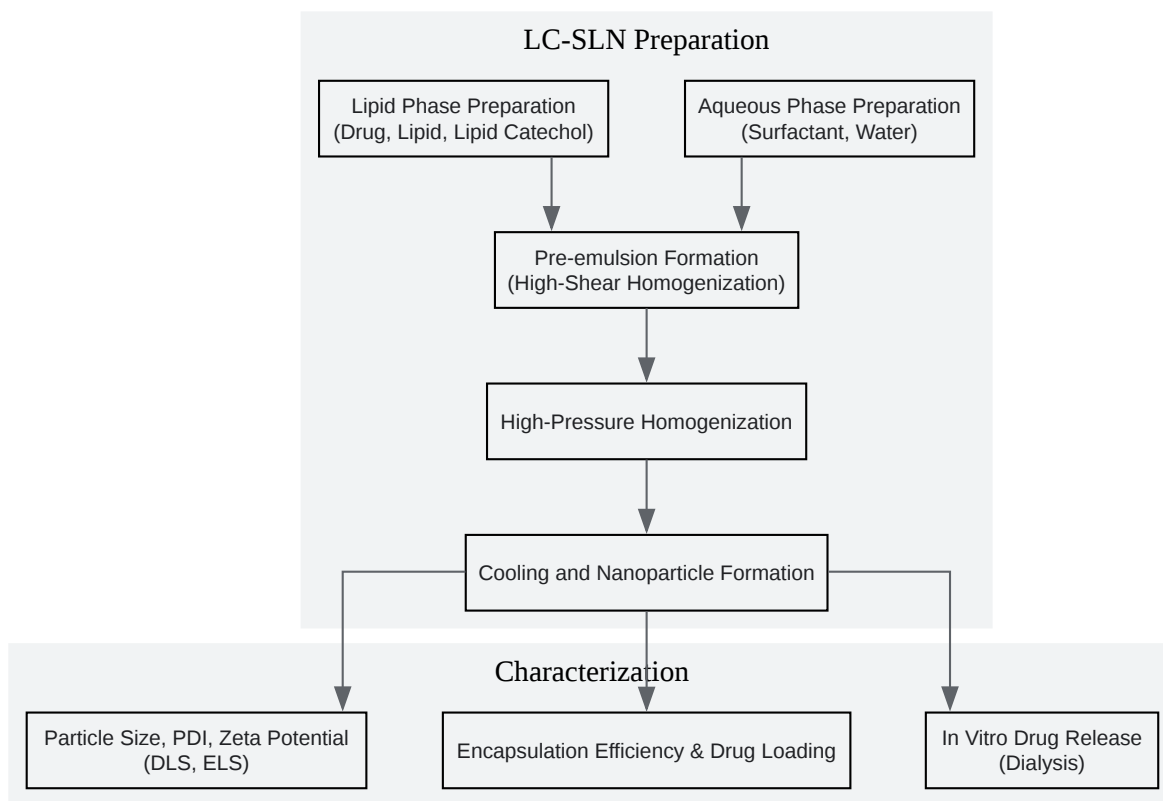 LC-SLN Preparation
Lipid Phase Preparation
(Drug, Lipid, Lipid Catechol)
Aqueous Phase Preparation
(Surfactant, Water)
Pre-emulsion Formation
(High-Shear Homogenization)
High-Pressure Homogenization
Cooling and Nanoparticle Formation
Characterization
Particle Size, PDI, Zeta Potential
(DLS, ELS)
Encapsulation Efficiency & Drug Loading
In Vitro Drug Release
(Dialysis)